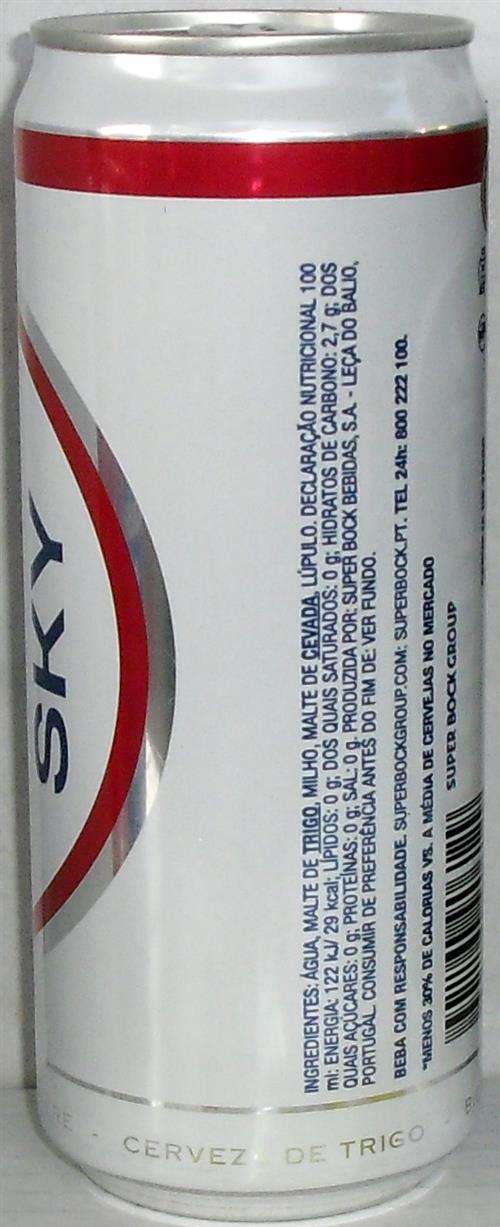 SKY
INGREDIENTES: ÁGUA, MALTE DE TRIGO, MILHO, MALTE DE CEVADA, LÚPULO. DECLARAÇÃO NUTRICIONAL 100
ml: ENERGIA: 122 kJ/ 29 kcal; LÍPIDOS: 0 g; DOS QUAIS SATURADOS: 0 g; HIDRATOS DE CARBONO: 2,7 g; DOS
QUAIS AÇÚCARES: 0 g; PROTEÍNAS: 0 g; SAL: 0 g. PRODUZIDA POR: SUPER BOCK BEBIDAS, S.A. - LEÇA DO BALIO,
PORTUGAL. CONSUMIR DE PREFERÊNCIA ANTES DO FIM DE: VER FUNDO.
BEBA COM RESPONSABILIDADE. SUPERBOCKGROUP.COM; SUPERBOCK.PT. TEL 24h: 800 222 100.
*MENOS 30% DE CALORIAS VS. A MÉDIA DE CERVEJAS NO MERCADO
SUPER BOCK GROUP
RE - CERVEZA DE TRIGO -